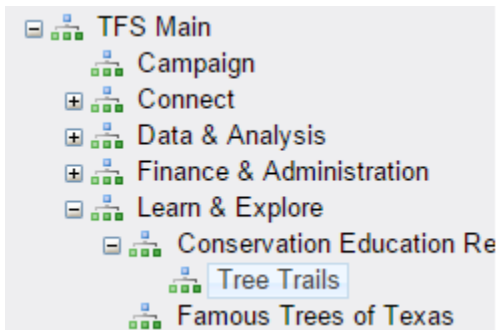 TFS Main
Campaign
Connect
Data & Analysis
Finance & Administration
Learn & Explore
Conservation Education Re
Tree Trails
Famous Trees of Texas